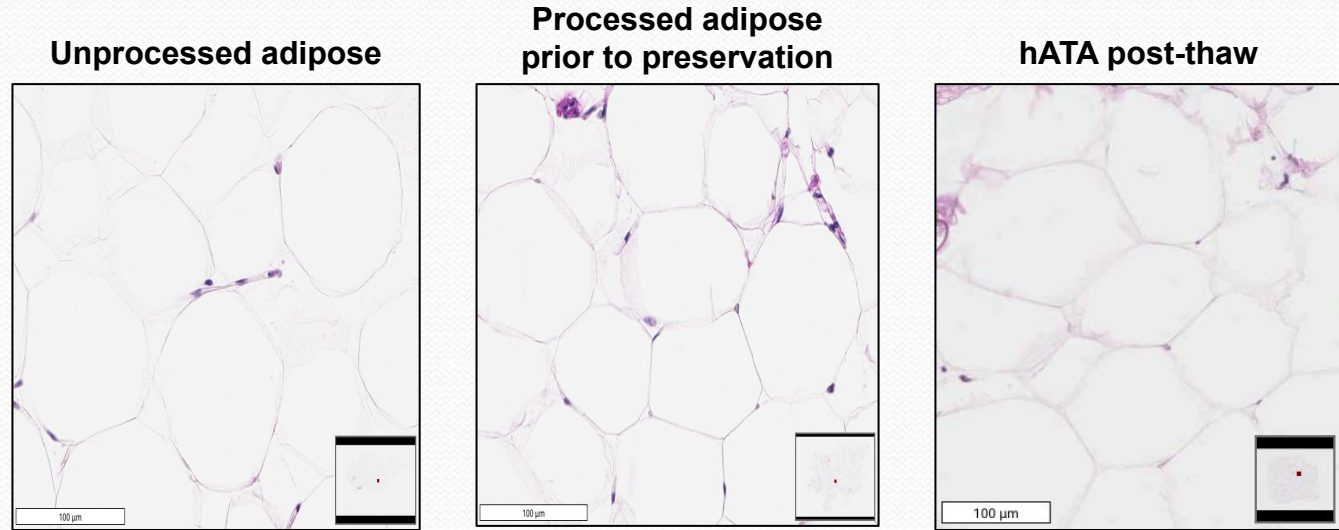 Unprocessed adipose
Processed adipose
prior to preservation
hATA post-thaw
100 µm
100 µm
100 µm